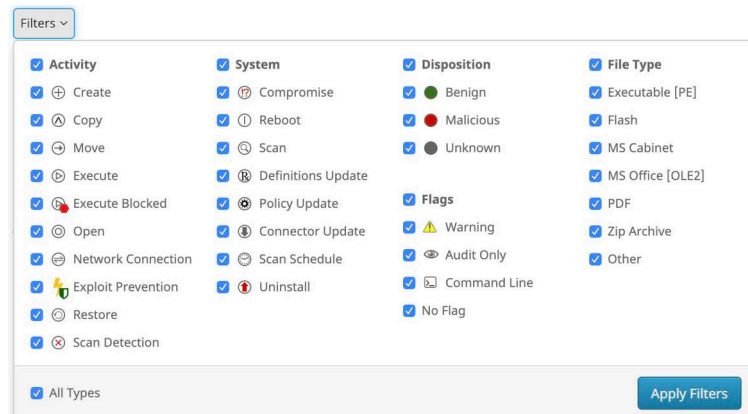 Filters
Activity
Create
Copy
Move
Execute
Execute Blocked
Open
Network Connection
Exploit Prevention
Restore
Scan Detection
System
Compromise
Reboot
Scan
Definitions Update
Policy Update
Connector Update
Scan Schedule
Uninstall
Disposition
Benign
Malicious
Unknown
Flags
Warning
Audit Only
Command Line
No Flag
File Type
Executable [PE]
Flash
MS Cabinet
MS Office [OLE2]
PDF
Zip Archive
Other
All Types
Apply Filters